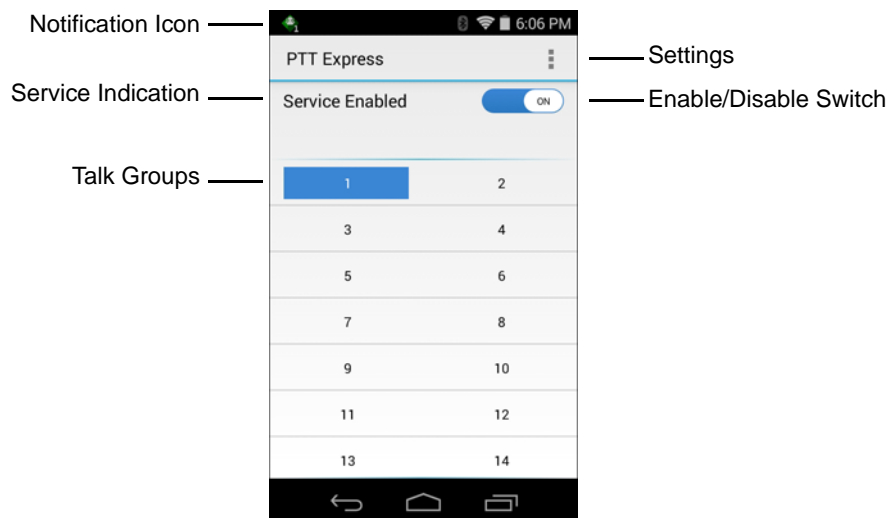 Notification Icon
1
6:06 PM
PTT Express
Settings
Service Indication
Service Enabled
ON
Enable/Disable Switch
Talk Groups
1 2
3 4
5 6
7 8
9 10
11 12
13 14